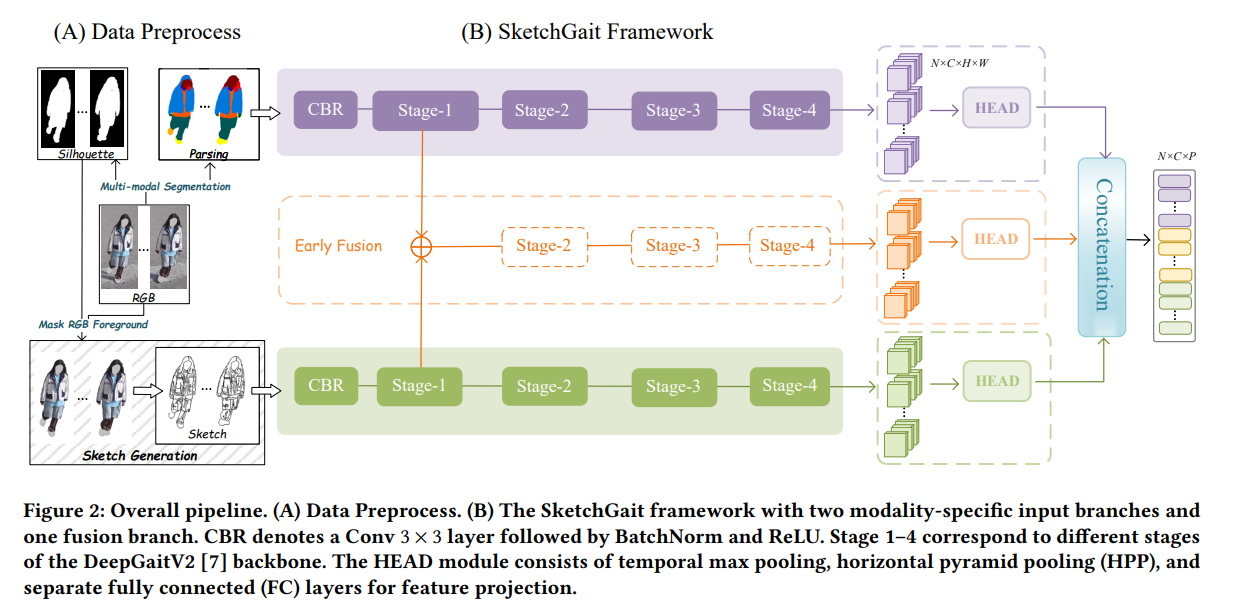 (A) Data Preprocess
(B) SketchGait Framework
Silhouette
Parsing
Multi-modal Segmentation
RGB
Mask RGB Foreground
Sketch
Sketch Generation
CBR
Stage-1
Stage-2
Stage-3
Stage-4
N×C×H×W
HEAD
Early Fusion
Stage-2
Stage-3
Stage-4
HEAD
CBR
Stage-1
Stage-2
Stage-3
Stage-4
HEAD
Concatenation
N×C×P
Figure 2: Overall pipeline. (A) Data Preprocess. (B) The SketchGait framework with two modality-specific input branches and
one fusion branch. CBR denotes a Conv 3 × 3 layer followed by BatchNorm and ReLU. Stage 1–4 correspond to different stages
of the DeepGaitV2 [7] backbone. The HEAD module consists of temporal max pooling, horizontal pyramid pooling (HPP), and
separate fully connected (FC) layers for feature projection.